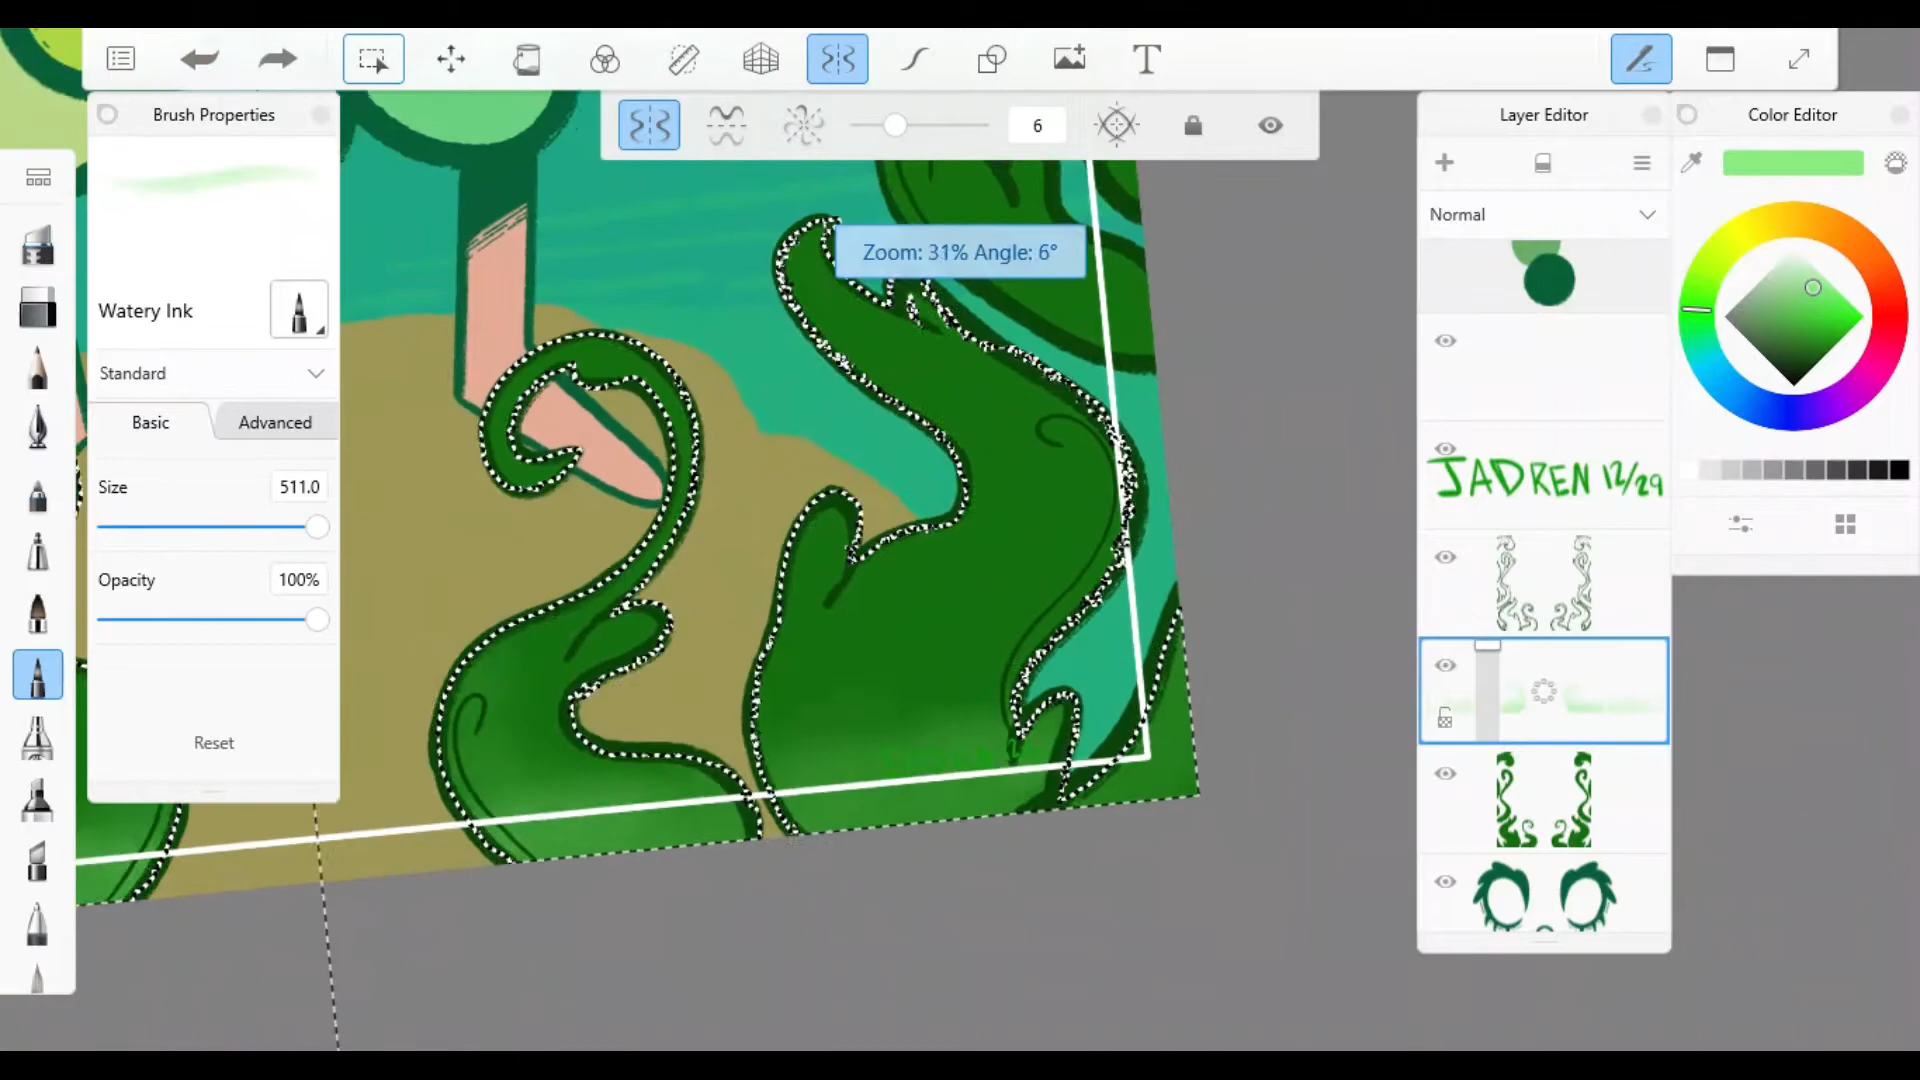 Brush Properties
Watery Ink
Standard
Basic
Advanced
Size
511.0
Opacity
100%
Reset
6
Zoom: 31% Angle: 6°
Layer Editor
Normal
JADREN 12/29
Color Editor